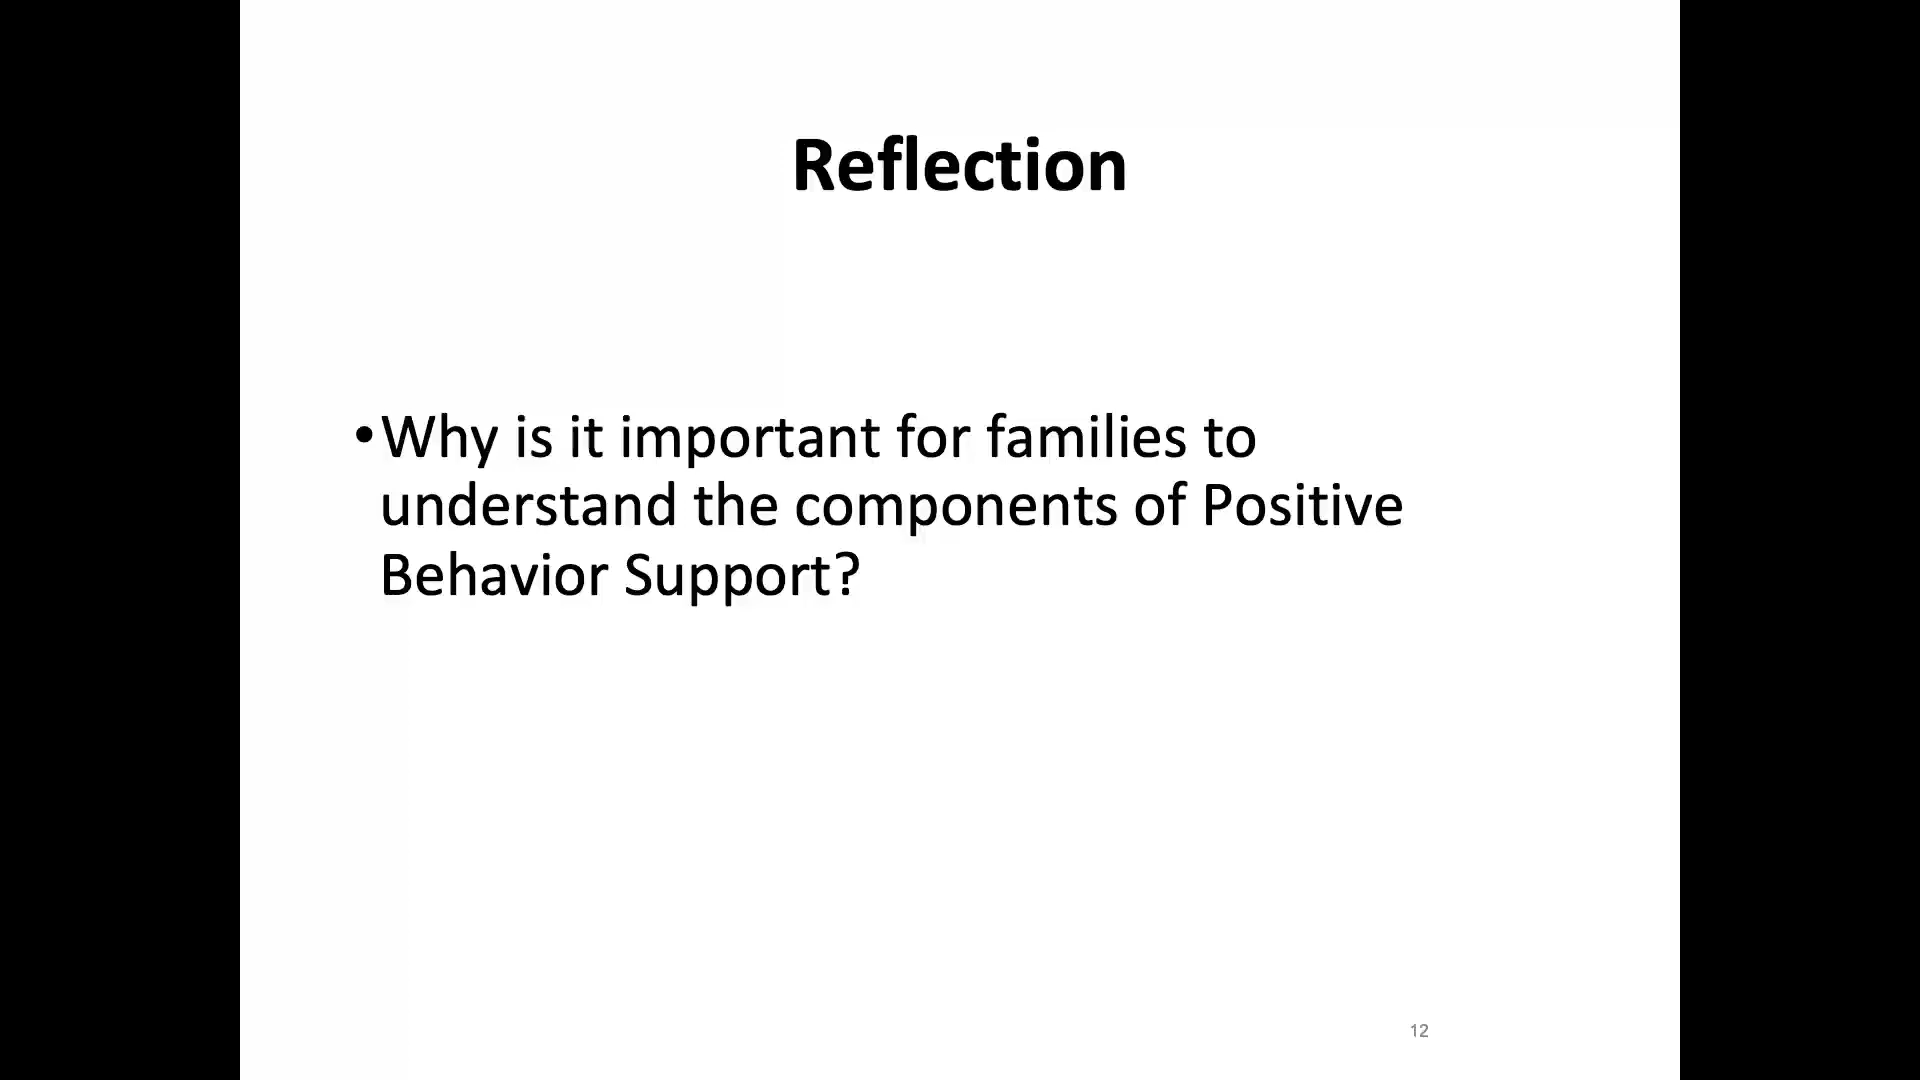 Reflection
•Why is it important for families to
understand the components of Positive
Behavior Support?
12